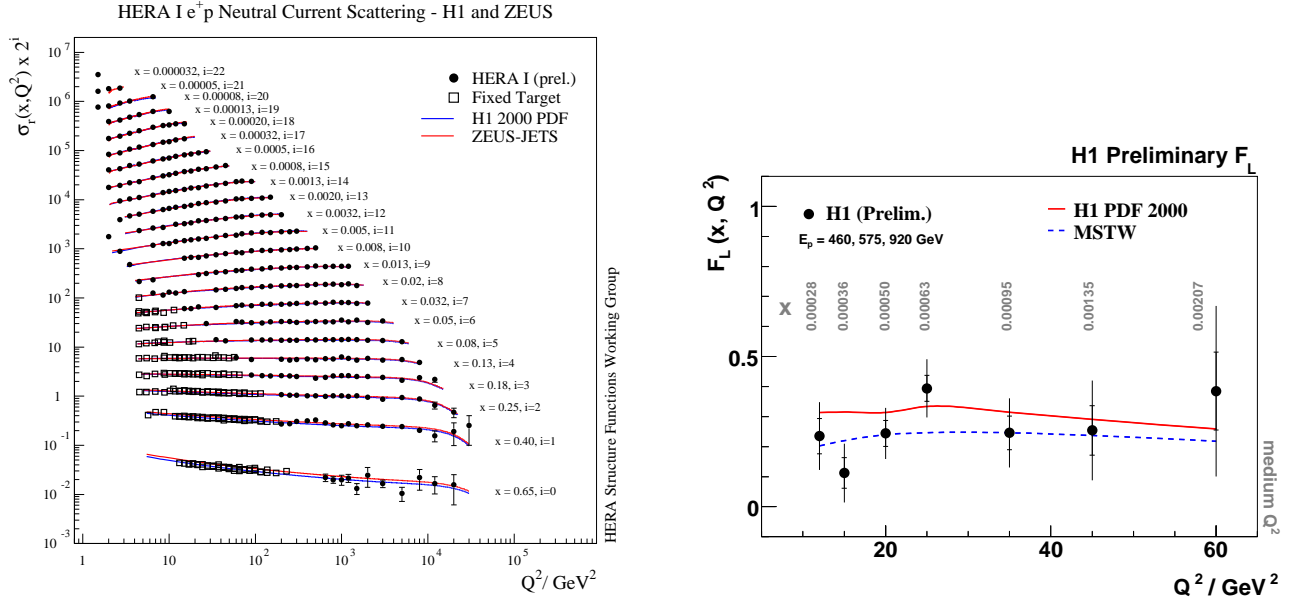 HERA I e⁺p Neutral Current Scattering - H1 and ZEUS
σᵣ(x,Q²) x 2ⁱ
10⁷
10⁶
10⁵
10⁴
10³
10²
10
1
10⁻¹
10⁻²
10⁻³
x = 0.000032, i=22
x = 0.00005, i=21
x = 0.00008, i=20
x = 0.00013, i=19
x = 0.00020, i=18
x = 0.00032, i=17
x = 0.0005, i=16
x = 0.0008, i=15
x = 0.0013, i=14
x = 0.0020, i=13
x = 0.0032, i=12
x = 0.005, i=11
x = 0.008, i=10
x = 0.013, i=9
x = 0.02, i=8
x = 0.032, i=7
x = 0.05, i=6
x = 0.08, i=5
x = 0.13, i=4
x = 0.18, i=3
x = 0.25, i=2
x = 0.40, i=1
x = 0.65, i=0
HERA I (prel.)
Fixed Target
H1 2000 PDF
ZEUS-JETS
1
10
10²
10³
10⁴
10⁵
Q²/ GeV²
HERA Structure Functions Working Group
H1 Preliminary F_L
F_L (x, Q²)
1
0.5
0
H1 (Prelim.)
E_p = 460, 575, 920 GeV
H1 PDF 2000
MSTW
x
0.00028
0.00036
0.00050
0.00063
0.00095
0.00135
0.00207
medium Q²
20
40
60
Q² / GeV²